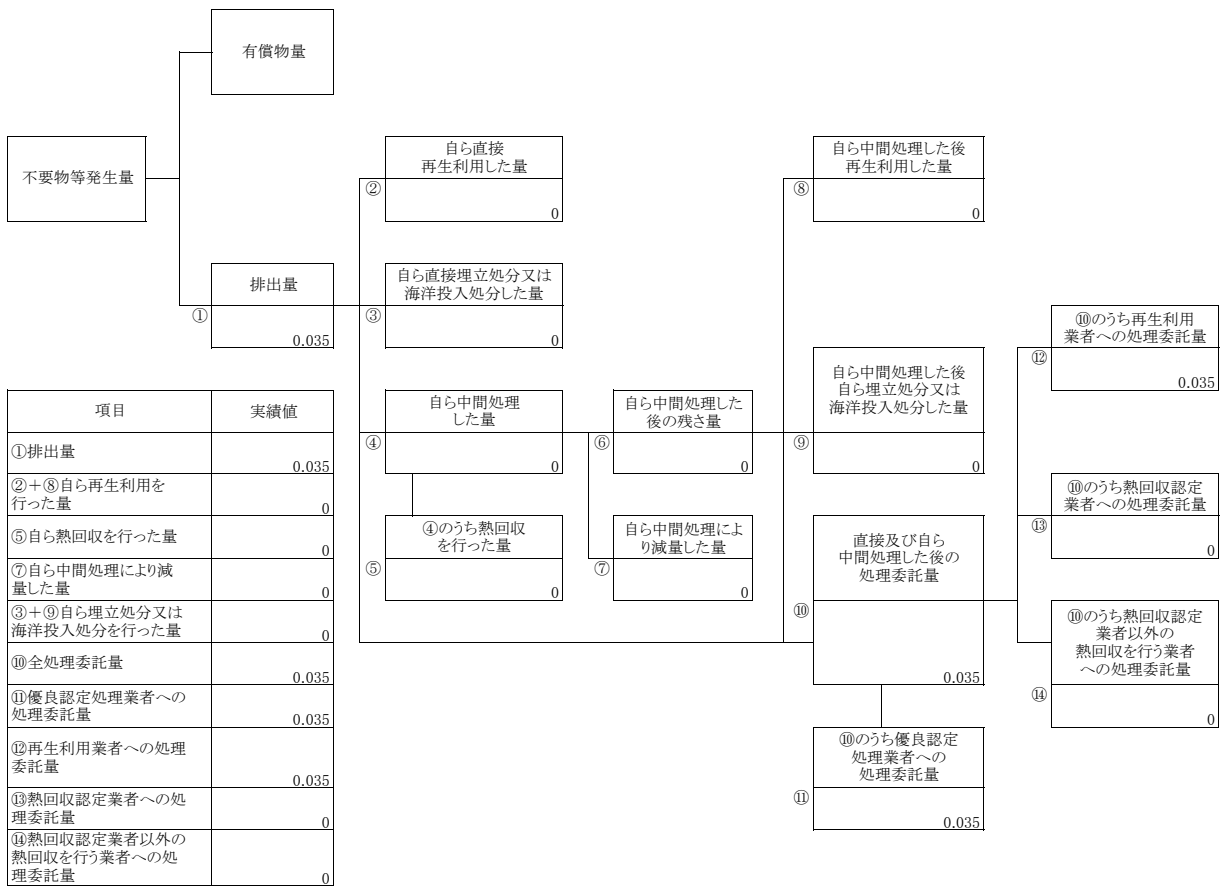 有償物量
不要物等発生量
自ら直接
再生利用した量
②
0
自ら中間処理した後
再生利用した量
⑧
0
排出量
①
0.035
自ら直接埋立処分又は
海洋投入処分した量
③
0
⑩のうち再生利用
業者への処理委託量
⑫
0.035
自ら中間処理
した量
④
0
自ら中間処理した
後の残さ量
⑥
0
自ら中間処理した後
自ら埋立処分又は
海洋投入処分した量
⑨
0
⑩のうち熱回収認定
業者への処理委託量
⑬
0
④のうち熱回収
を行った量
⑤
0
自ら中間処理によ
り減量した量
⑦
0
直接及び自ら
中間処理した後の
処理委託量
⑩
0.035
⑩のうち熱回収認定
業者以外の
熱回収を行う業者
への処理委託量
⑭
0
⑩のうち優良認定
処理業者への
処理委託量
⑪
0.035
項目 実績値
①排出量 0.035
②＋⑧自ら再生利用を
行った量 0
⑤自ら熱回収を行った量 0
⑦自ら中間処理により減
量した量 0
③＋⑨自ら埋立処分又は
海洋投入処分を行った量 0
⑩全処理委託量 0.035
⑪優良認定処理業者への
処理委託量 0.035
⑫再生利用業者への処理
委託量 0.035
⑬熱回収認定業者への処
理委託量 0
⑭熱回収認定業者以外の
熱回収を行う業者への処
理委託量 0